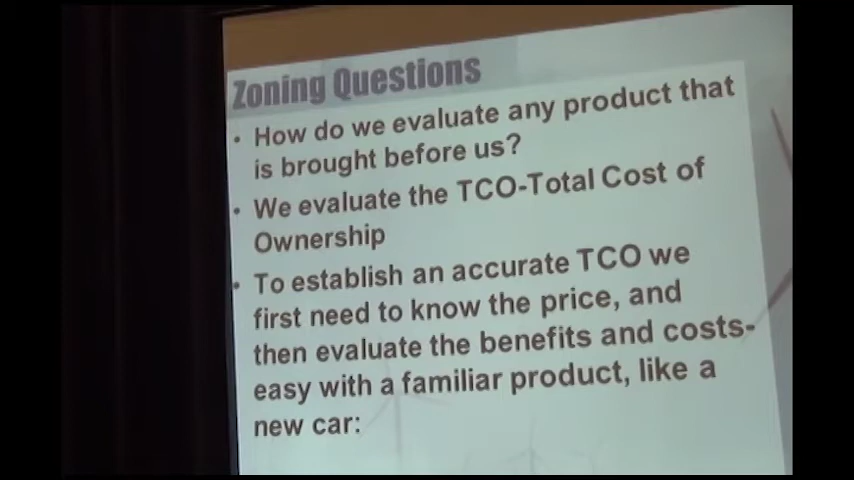 Zoning Questions
• How do we evaluate any product that
is brought before us?
• We evaluate the TCO-Total Cost of
Ownership
• To establish an accurate TCO we
first need to know the price, and
then evaluate the benefits and costs-
easy with a familiar product, like a
new car: